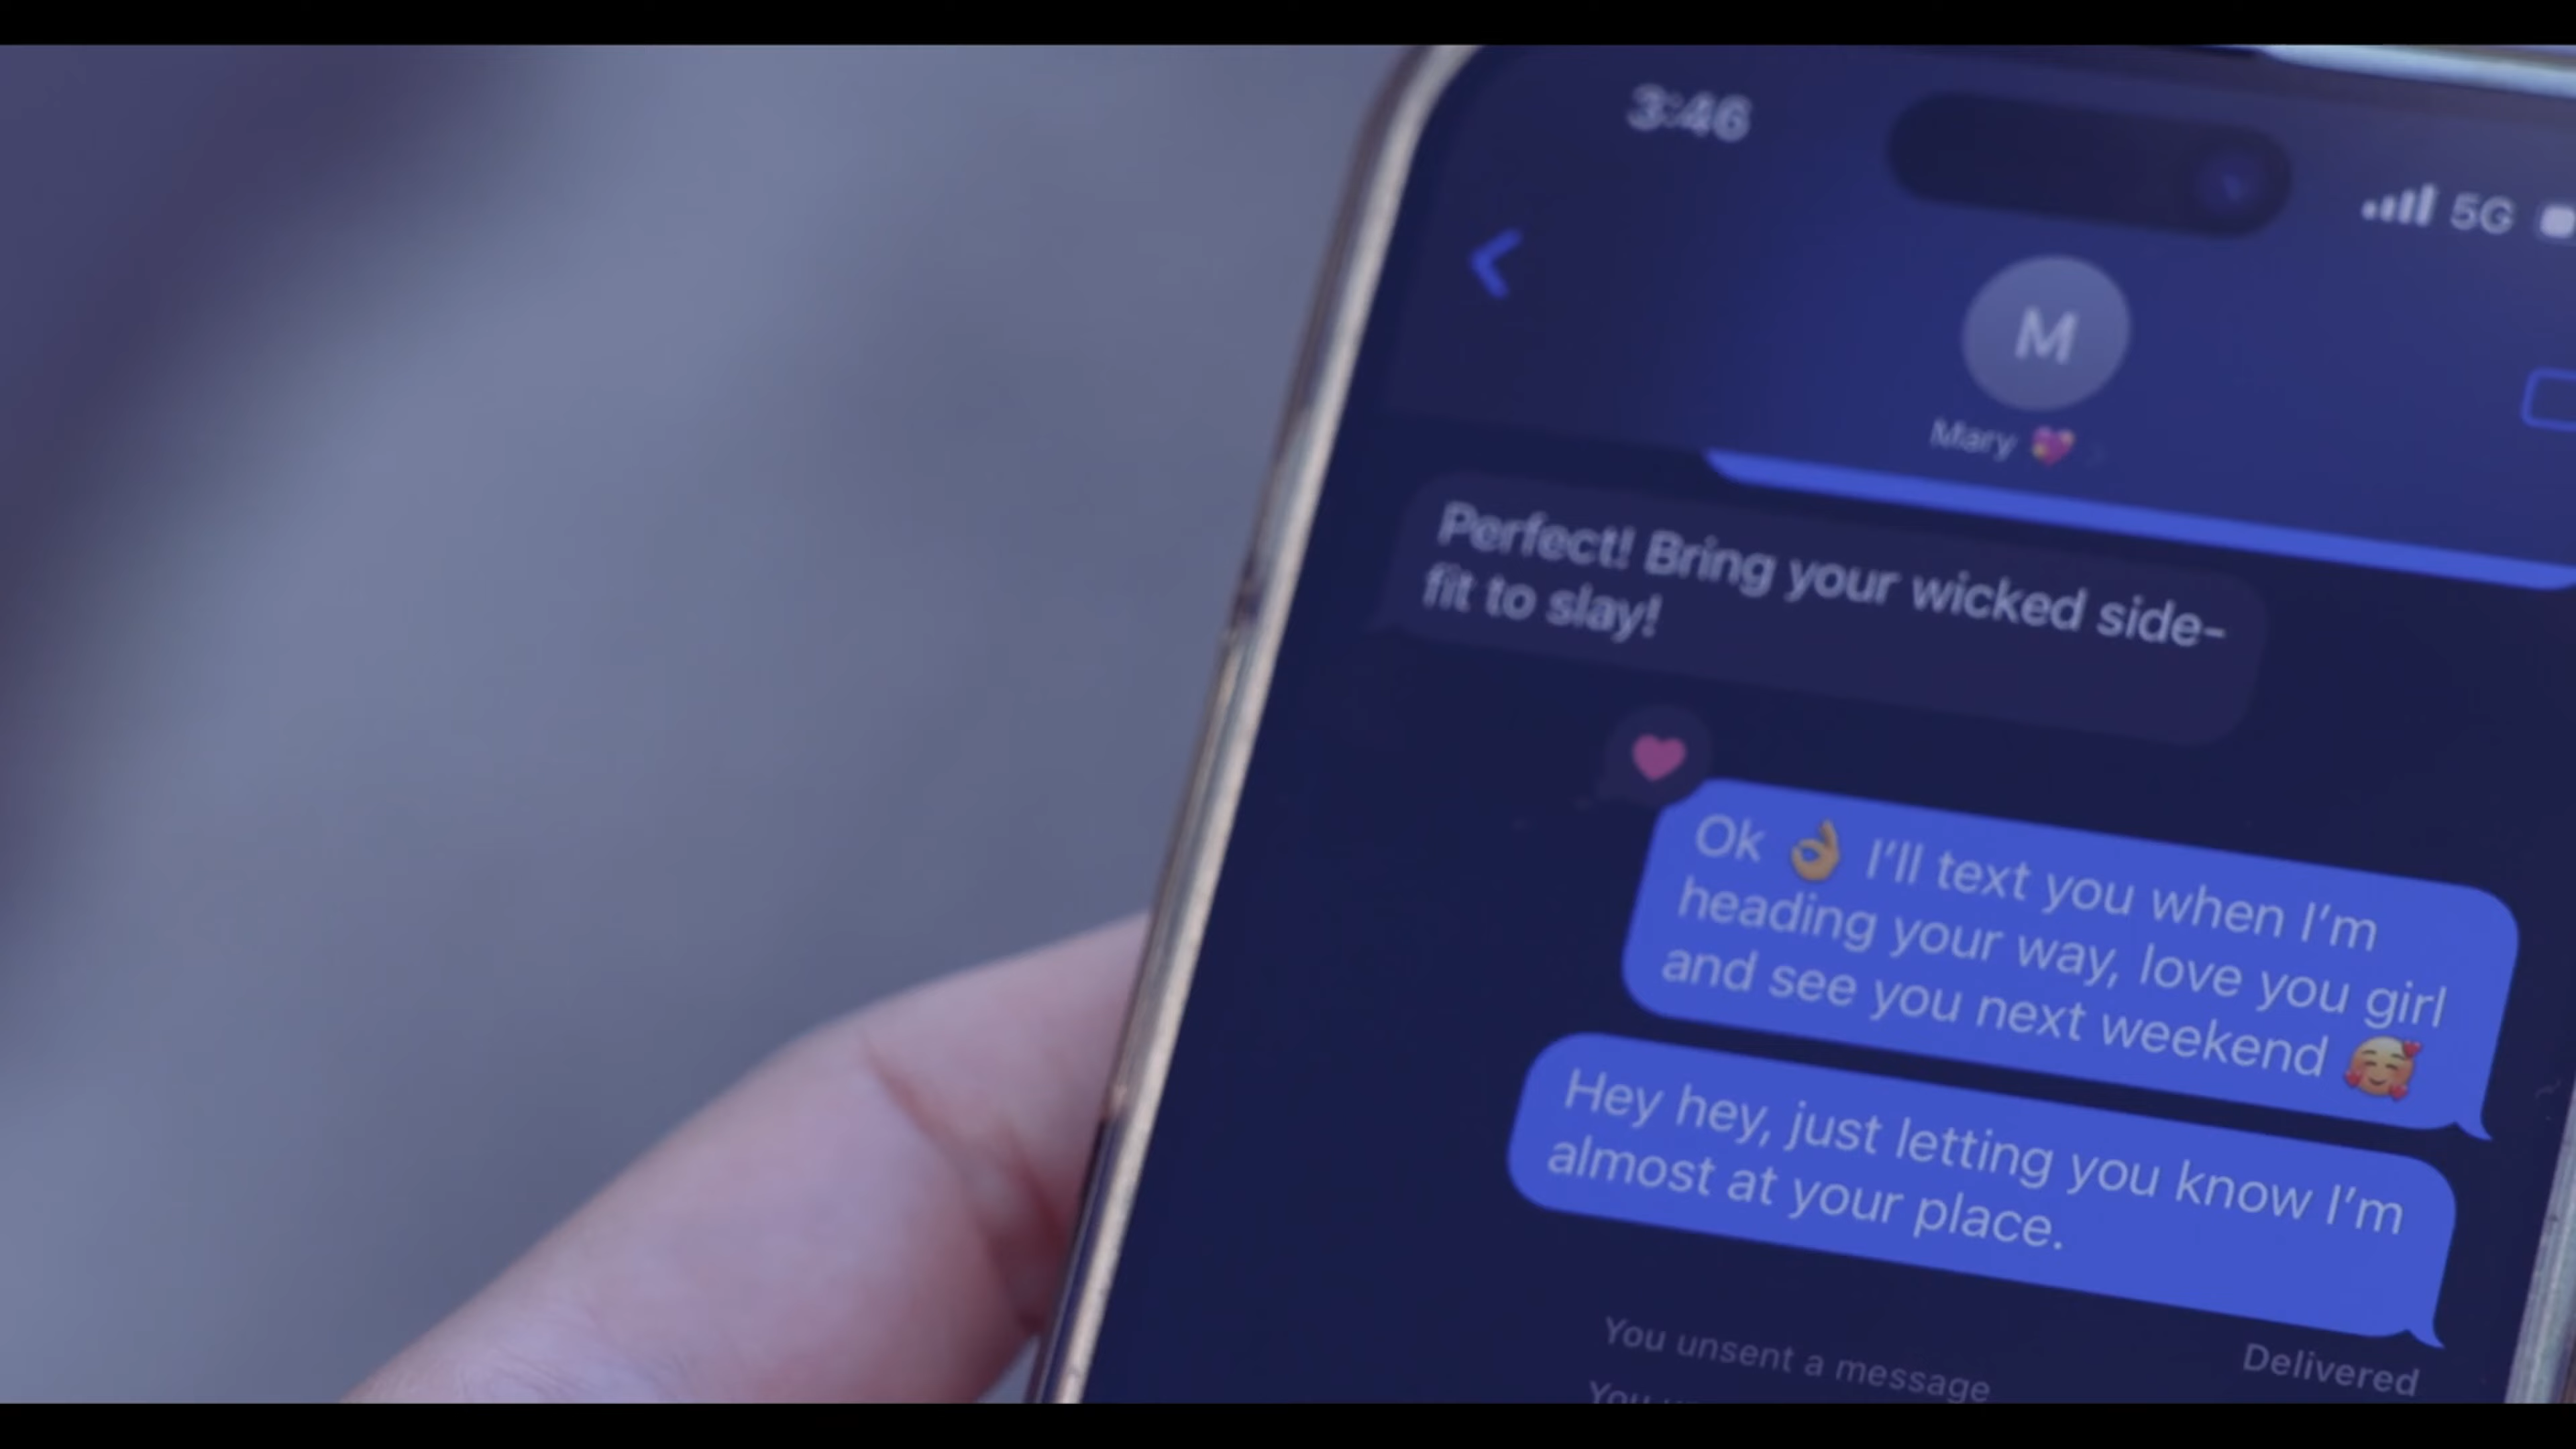 3:46
5G
M
Mary 💖
Perfect! Bring your wicked side-
fit to slay!
Ok 👌🏽 I'll text you when I'm
heading your way, love you girl
and see you next weekend 🥰
Hey hey, just letting you know I'm
almost at your place.
Delivered
You unsent a message
You